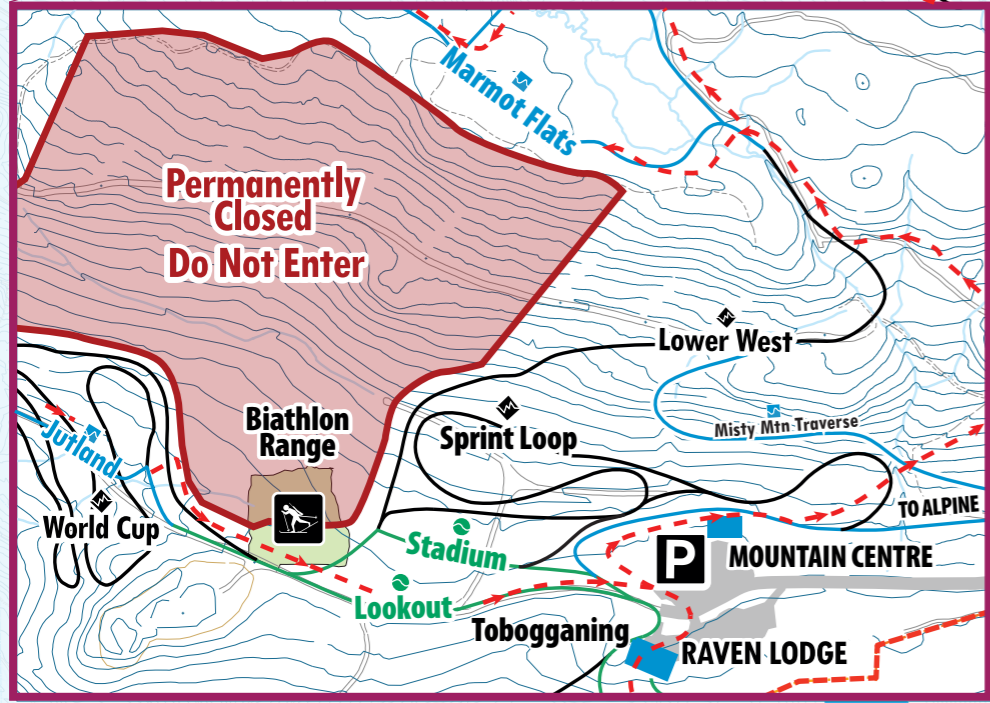 Marmot Flats
Permanently
Closed
Do Not Enter
Lower West
Biathlon
Range
Sprint Loop
Misty Mtn Traverse
Jutland
World Cup
TO ALPINE
Stadium
P
MOUNTAIN CENTRE
Lookout
Tobogganing
RAVEN LODGE